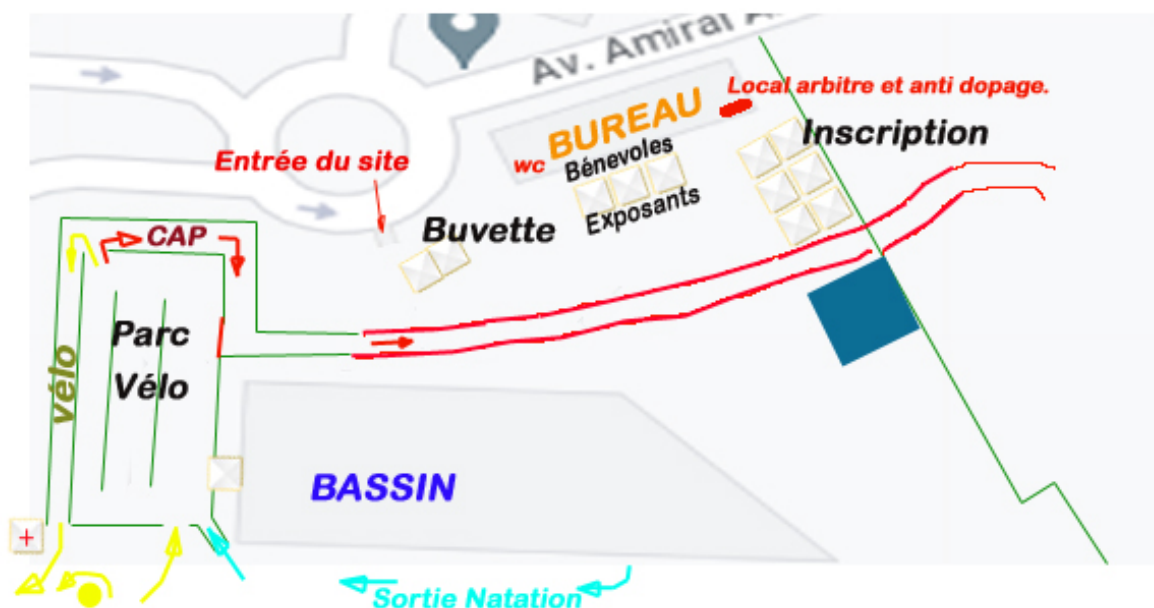 Av. Amiral A
Local arbitre et anti dopage.
BUREAU
Inscription
Entrée du site
wc
Bénevoles
Exposants
Buvette
CAP
Parc
Vélo
vélo
BASSIN
Sortie Natation